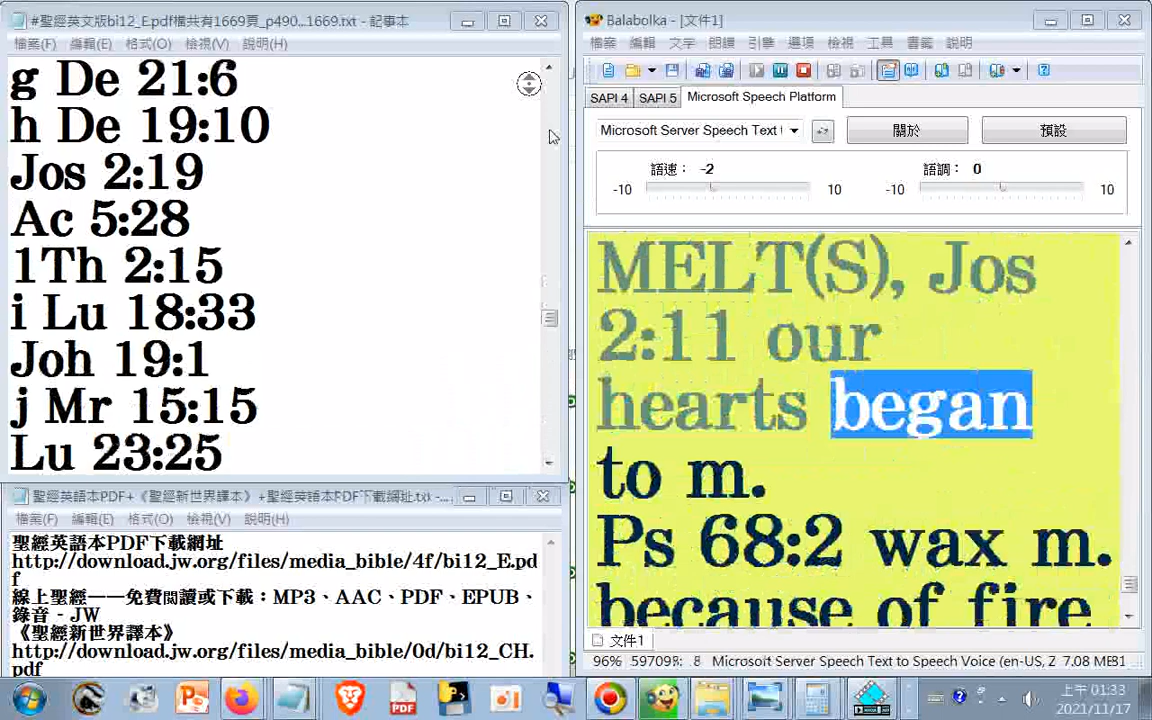 #聖經英文版bi12_E.pdf檔共有1669頁_p490...1669.txt - 記事本
檔案(F) 編輯(E) 格式(O) 檢視(V) 說明(H)
g De 21:6
h De 19:10
Jos 2:19
Ac 5:28
1Th 2:15
i Lu 18:33
Joh 19:1
j Mr 15:15
Lu 23:25
聖經英語本PDF+《聖經新世界譯本》+聖經英語本PDF下載網址.txt -...
檔案(F) 編輯(E) 格式(O) 檢視(V) 說明(H)
聖經英語本PDF下載網址
http://download.jw.org/files/media_bible/4f/bi12_E.pd
f
線上聖經──免費閱讀或下載：MP3、AAC、PDF、EPUB、
錄音 - JW
《聖經新世界譯本》
http://download.jw.org/files/media_bible/0d/bi12_CH.
pdf
Balabolka - [文件1]
檔案 編輯 文字 朗讀 引擎 選項 檢視 工具 書籤 說明
SAPI 4 SAPI 5 Microsoft Speech Platform
Microsoft Server Speech Text
關於 預設
語速： -2 語調： 0
-10 10 -10 10
MELT(S), Jos
2:11 our
hearts began
to m.
Ps 68:2 wax m.
because of fire
文件1
96% Microsoft Server Speech Text to Speech Voice (en-US, Z 7.08 MB
PDF
上午 01:33
2021/11/17